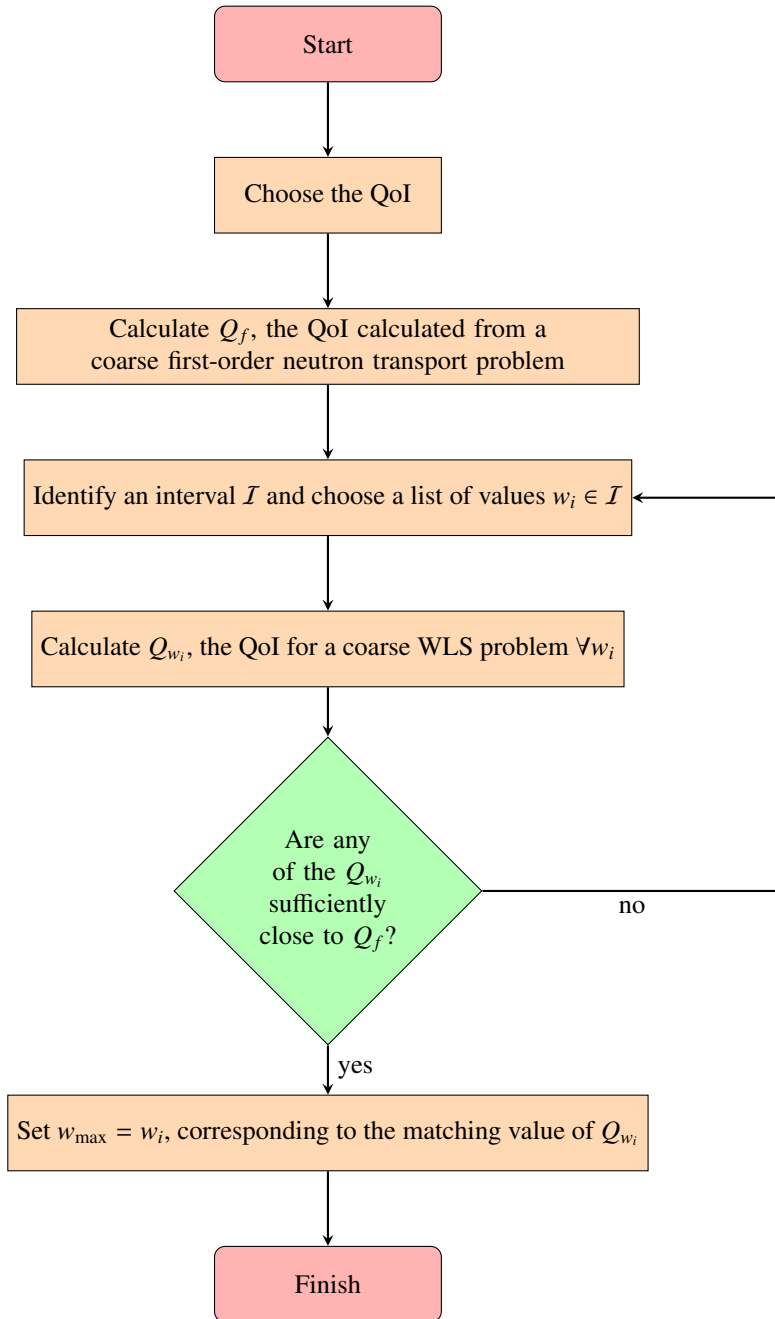 Start
Choose the QoI
Calculate Q_f, the QoI calculated from a
coarse first-order neutron transport problem
Identify an interval ℐ and choose a list of values w_i ∈ ℐ
Calculate Q_{w_i}, the QoI for a coarse WLS problem ∀w_i
Are any
of the Q_{w_i}
sufficiently
close to Q_f?
no
yes
Set w_max = w_i, corresponding to the matching value of Q_{w_i}
Finish